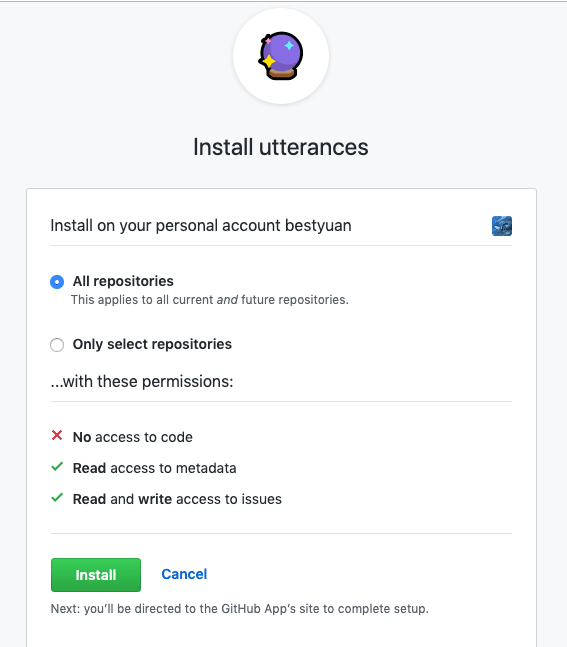 Install utterances
Install on your personal account bestyuan
All repositories
This applies to all current and future repositories.
Only select repositories
...with these permissions:
No access to code
Read access to metadata
Read and write access to issues
Install Cancel
Next: you’ll be directed to the GitHub App’s site to complete setup.